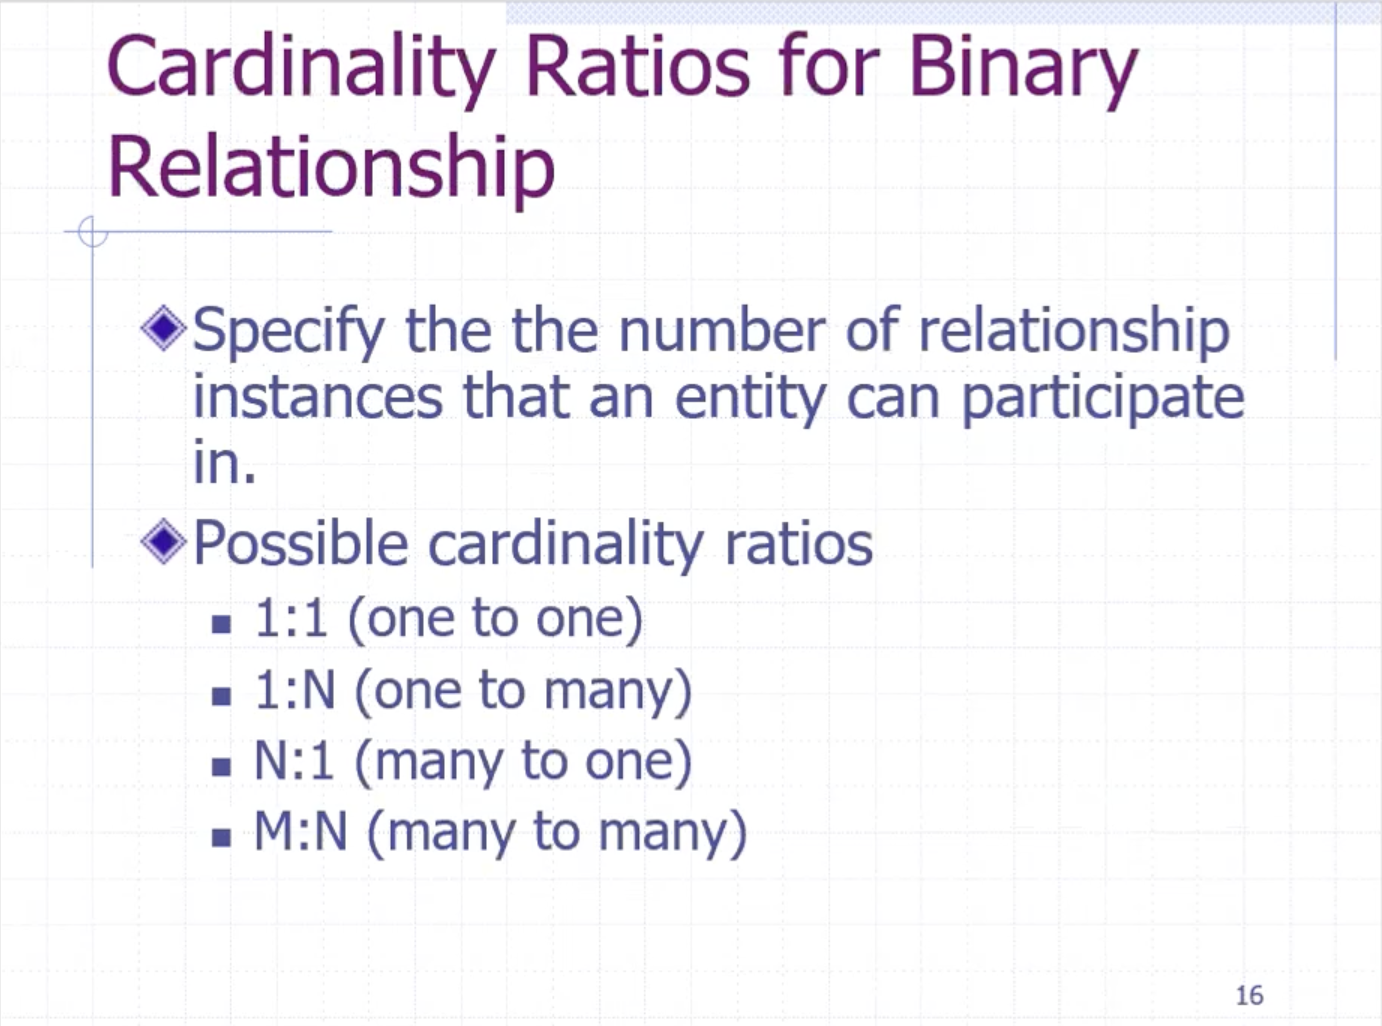 Cardinality Ratios for Binary
Relationship
Specify the the number of relationship
instances that an entity can participate
in.
Possible cardinality ratios
1:1 (one to one)
1:N (one to many)
N:1 (many to one)
M:N (many to many)
16